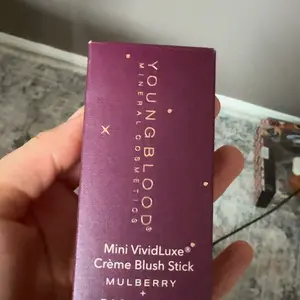 YOUNGBLOOD®
MINERAL COSMETICS
Mini VividLuxe®
Crème Blush Stick
MULBERRY
+